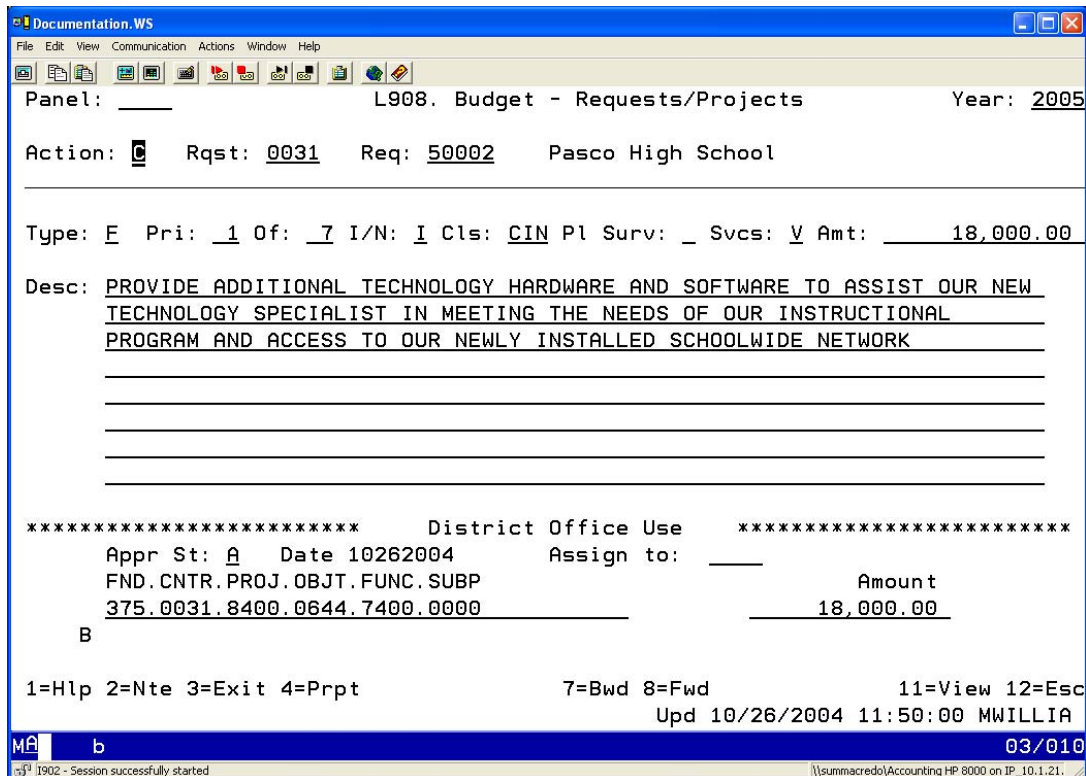 Documentation.WS
File Edit View Communication Actions Window Help
Panel: ____ L908. Budget - Requests/Projects Year: 2005
Action: C Rqst: 0031 Req: 50002 Pasco High School
Type: F Pri: 1 Of: 7 I/N: I Cls: CIN Pl Surv: _ Svcs: V Amt: 18,000.00
Desc: PROVIDE ADDITIONAL TECHNOLOGY HARDWARE AND SOFTWARE TO ASSIST OUR NEW
TECHNOLOGY SPECIALIST IN MEETING THE NEEDS OF OUR INSTRUCTIONAL
PROGRAM AND ACCESS TO OUR NEWLY INSTALLED SCHOOLWIDE NETWORK
************************* District Office Use *************************
Appr St: A Date 10262004 Assign to: ____
FND.CNTR.PROJ.OBJT.FUNC.SUBP Amount
375.0031.8400.0644.7400.0000 18,000.00
B
1=Hlp 2=Nte 3=Exit 4=Prpt 7=Bwd 8=Fwd 11=View 12=Esc
Upd 10/26/2004 11:50:00 MWILLIA
MA b 03/010
I902 - Session successfully started \\summacredo\Accounting HP 8000 on IP_10.1.21.